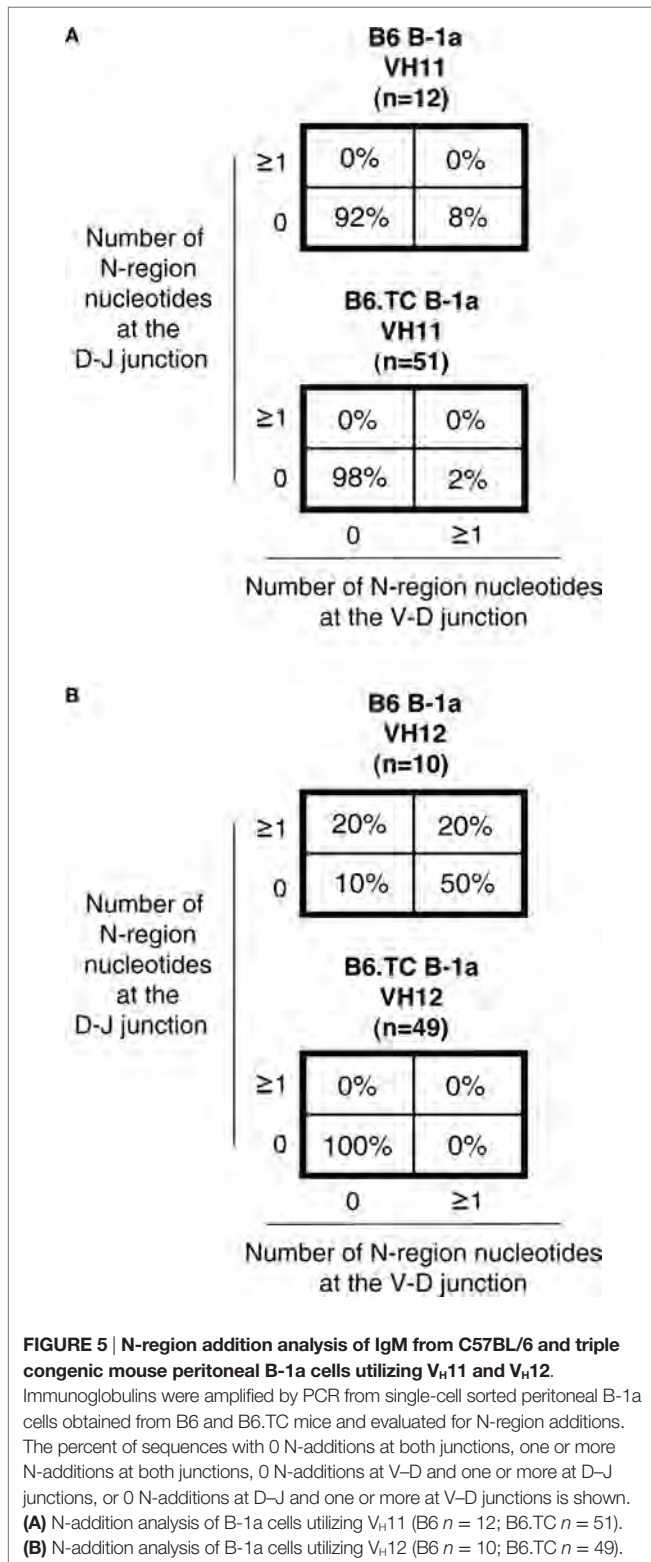 A
B6 B-1a
VH11
(n=12)
≥1 0% 0%
0 92% 8%
Number of
N-region
nucleotides
at the
D-J junction
B6.TC B-1a
VH11
(n=51)
≥1 0% 0%
0 98% 2%
0 ≥1
Number of N-region nucleotides
at the V-D junction
B
B6 B-1a
VH12
(n=10)
≥1 20% 20%
0 10% 50%
Number of
N-region
nucleotides
at the
D-J junction
B6.TC B-1a
VH12
(n=49)
≥1 0% 0%
0 100% 0%
0 ≥1
Number of N-region nucleotides
at the V-D junction
FIGURE 5 | N-region addition analysis of IgM from C57BL/6 and triple
congenic mouse peritoneal B-1a cells utilizing VH11 and VH12.
Immunoglobulins were amplified by PCR from single-cell sorted peritoneal B-1a
cells obtained from B6 and B6.TC mice and evaluated for N-region additions.
The percent of sequences with 0 N-additions at both junctions, one or more
N-additions at both junctions, 0 N-additions at V–D and one or more at D–J
junctions, or 0 N-additions at D–J and one or more at V–D junctions is shown.
(A) N-addition analysis of B-1a cells utilizing VH11 (B6 n = 12; B6.TC n = 51).
(B) N-addition analysis of B-1a cells utilizing VH12 (B6 n = 10; B6.TC n = 49).